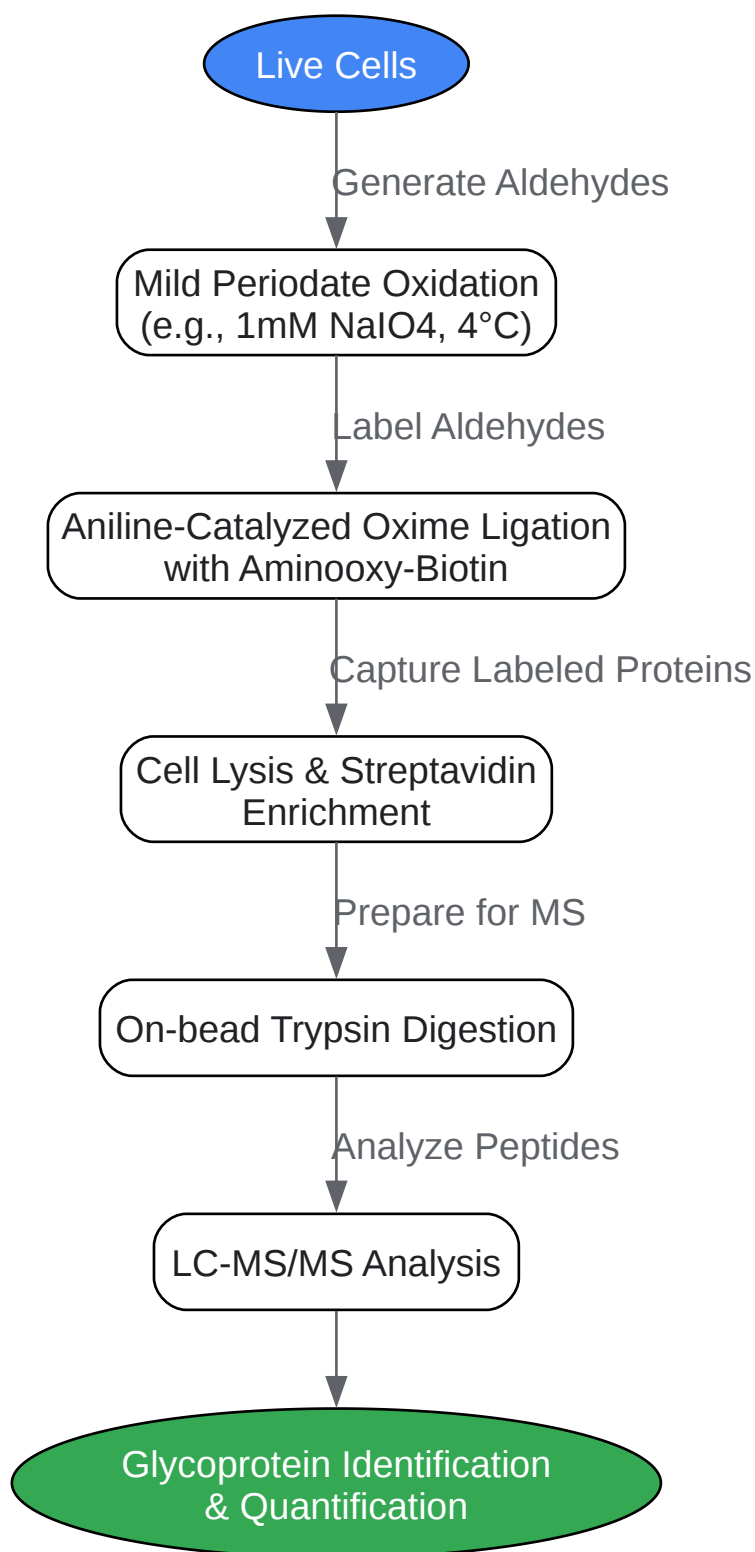 Live Cells
Generate Aldehydes
Mild Periodate Oxidation
(e.g., 1mM NaIO4, 4°C)
Label Aldehydes
Aniline-Catalyzed Oxime Ligation
with Aminooxy-Biotin
Capture Labeled Proteins
Cell Lysis & Streptavidin
Enrichment
Prepare for MS
On-bead Trypsin Digestion
Analyze Peptides
LC-MS/MS Analysis
Glycoprotein Identification
& Quantification